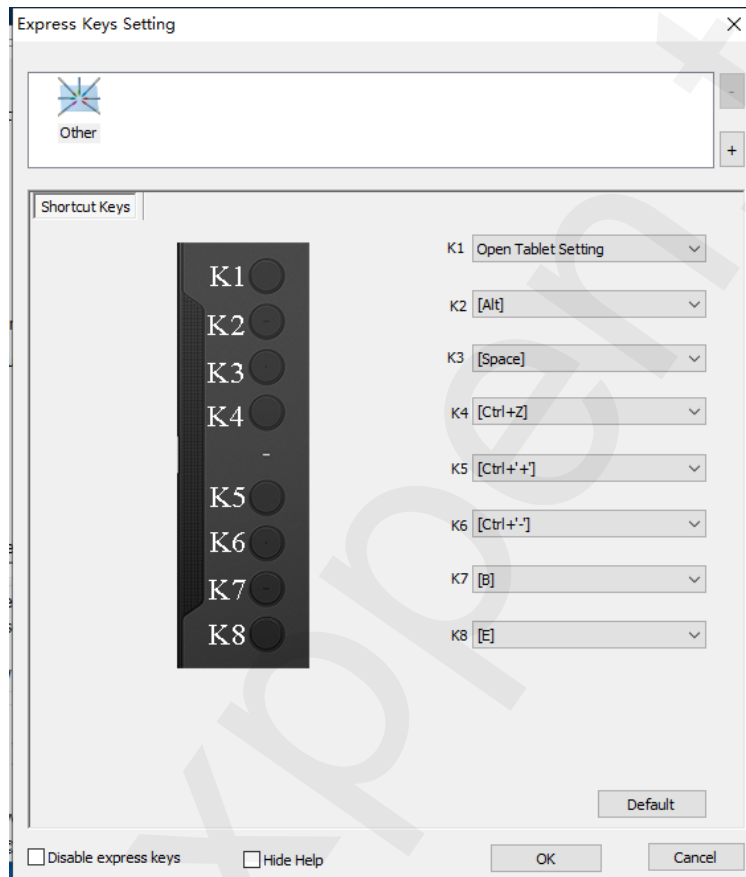 Express Keys Setting
-
Other
+
Shortcut Keys
K1
K2
K3
K4
K5
K6
K7
K8
K1 Open Tablet Setting
K2 [Alt]
K3 [Space]
K4 [Ctrl+Z]
K5 [Ctrl+'+']
K6 [Ctrl+'-']
K7 [B]
K8 [E]
Default
Disable express keys
Hide Help
OK
Cancel